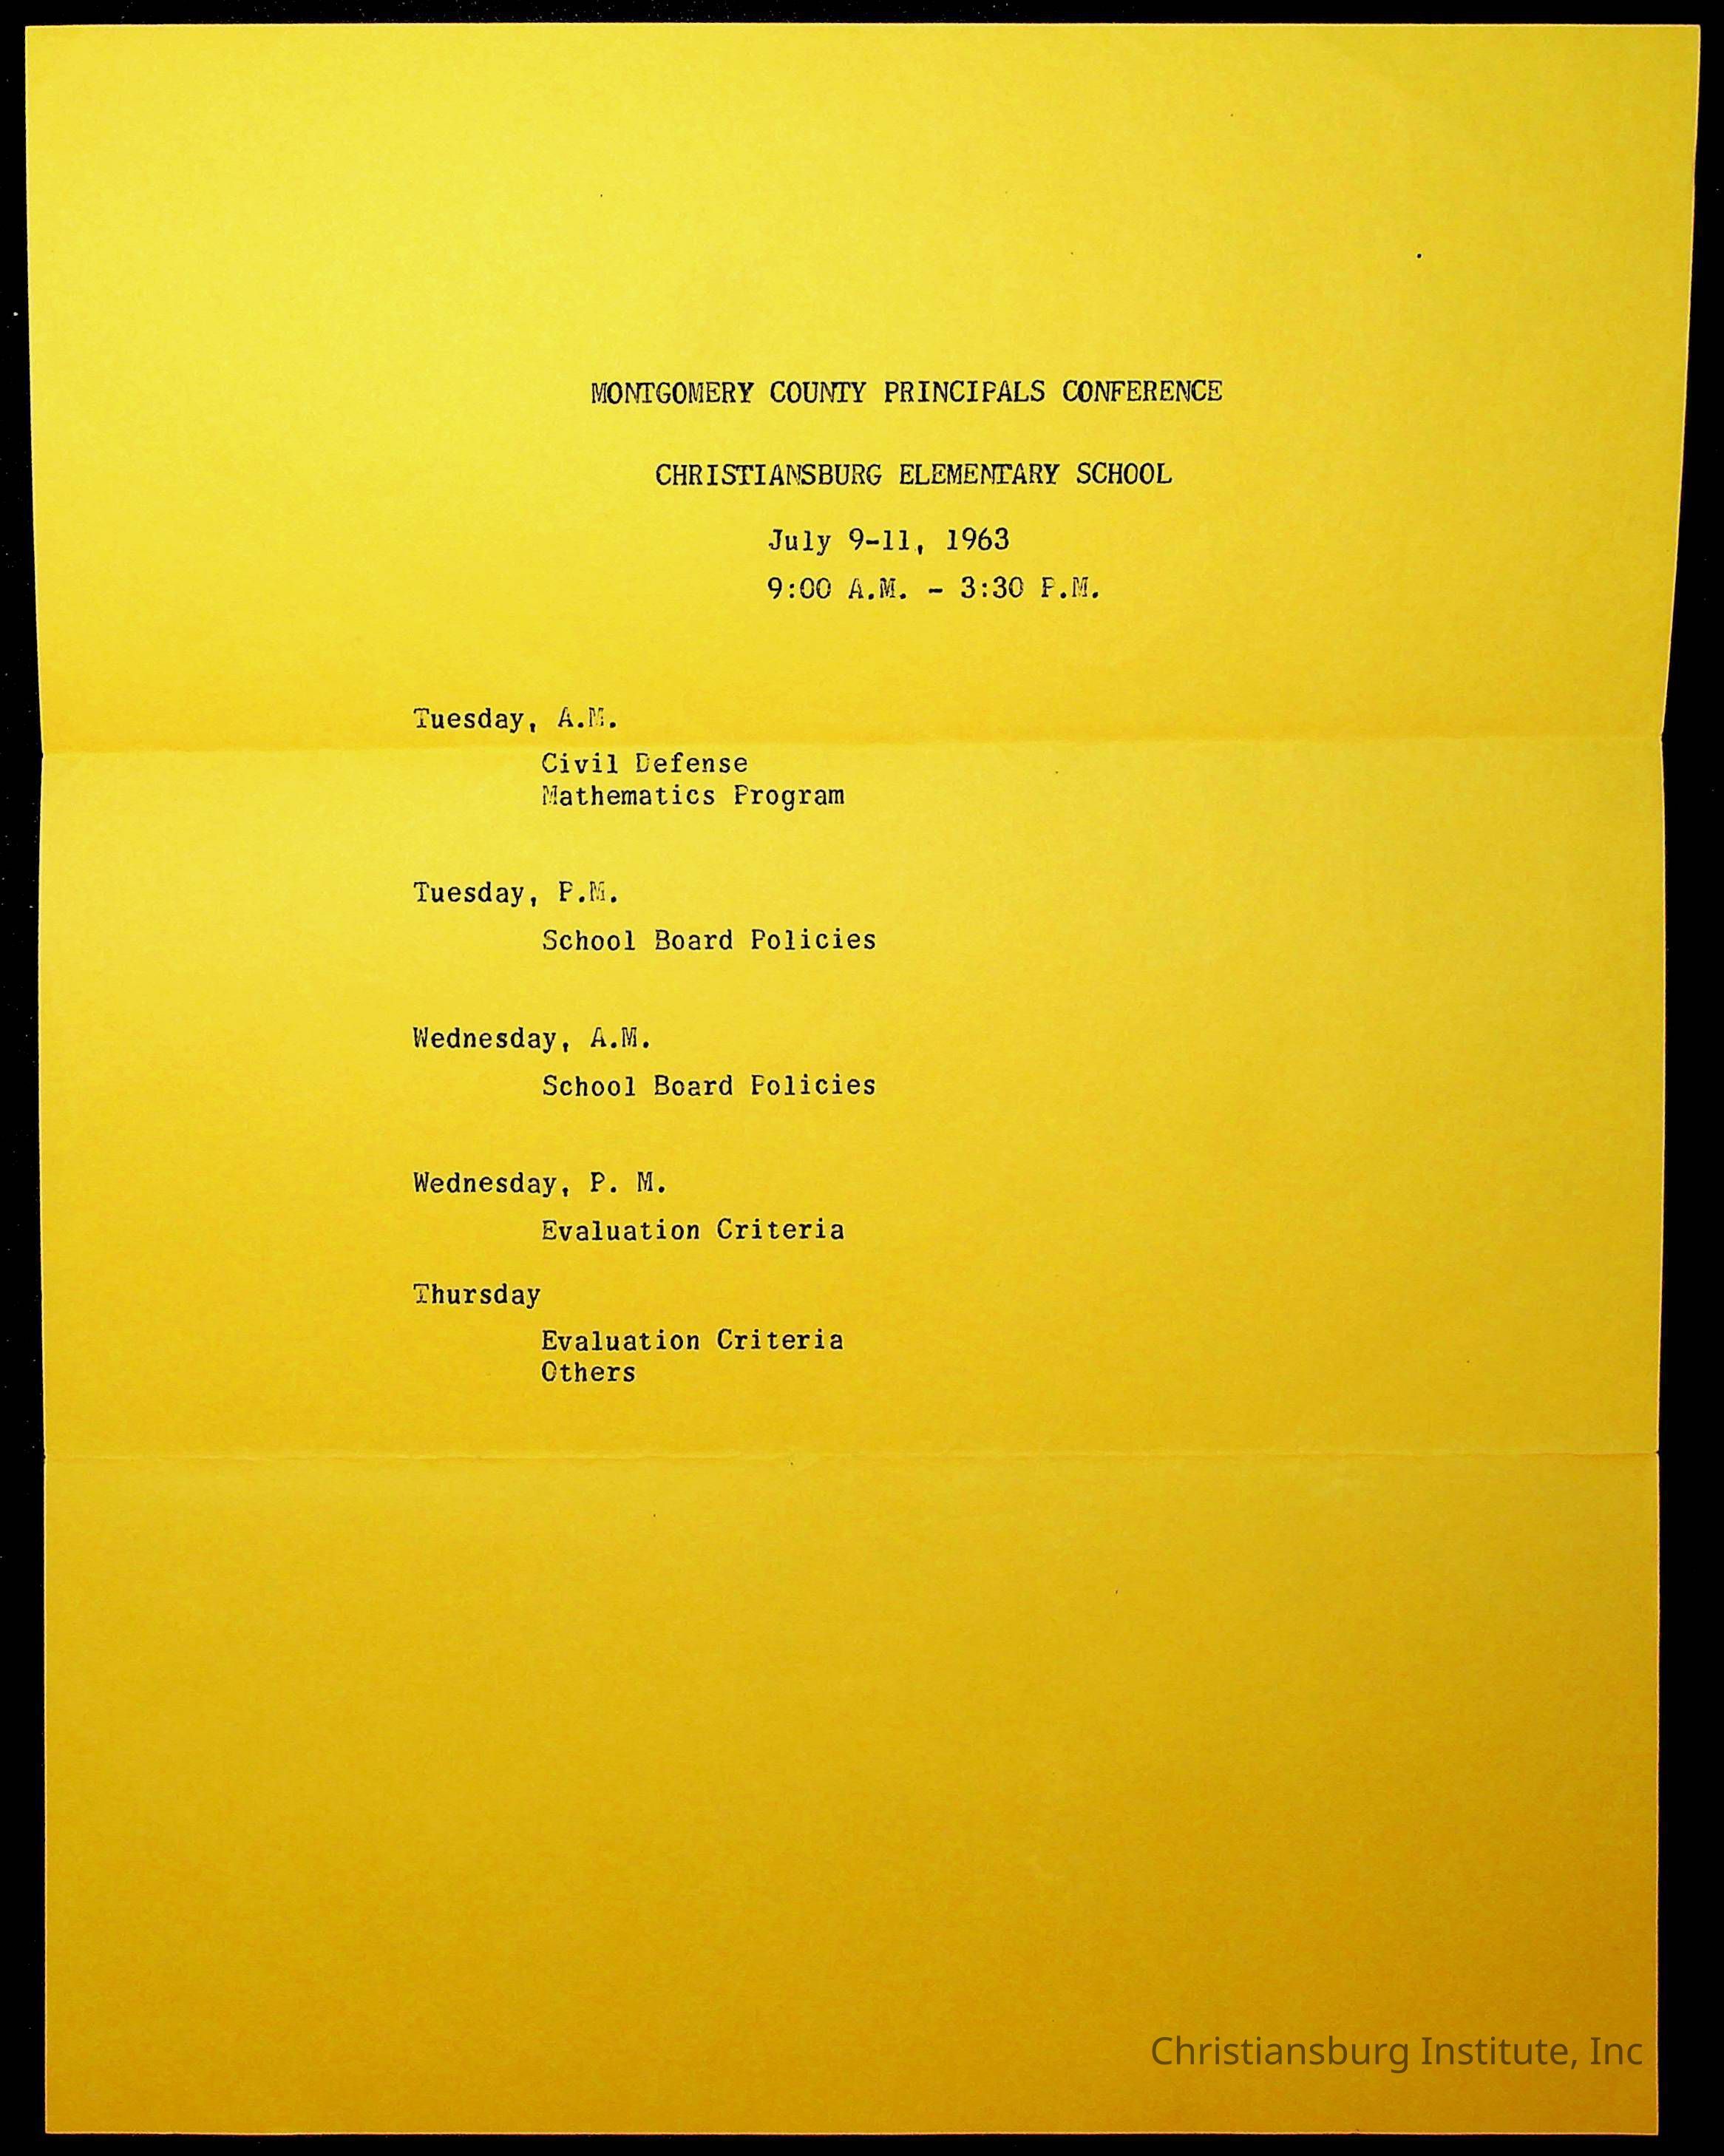 MONTGOMERY COUNTY PRINCIPALS CONFERENCE
CHRISTIANSBURG ELEMENTARY SCHOOL
July 9-11, 1963
9:00 A.M. - 3:30 P.M.
Tuesday, A.M.
Civil Defense
Mathematics Program
Tuesday, P.M.
School Board Policies
Wednesday, A.M.
School Board Policies
Wednesday, P. M.
Evaluation Criteria
Thursday
Evaluation Criteria
Others
Christiansburg Institute, Inc